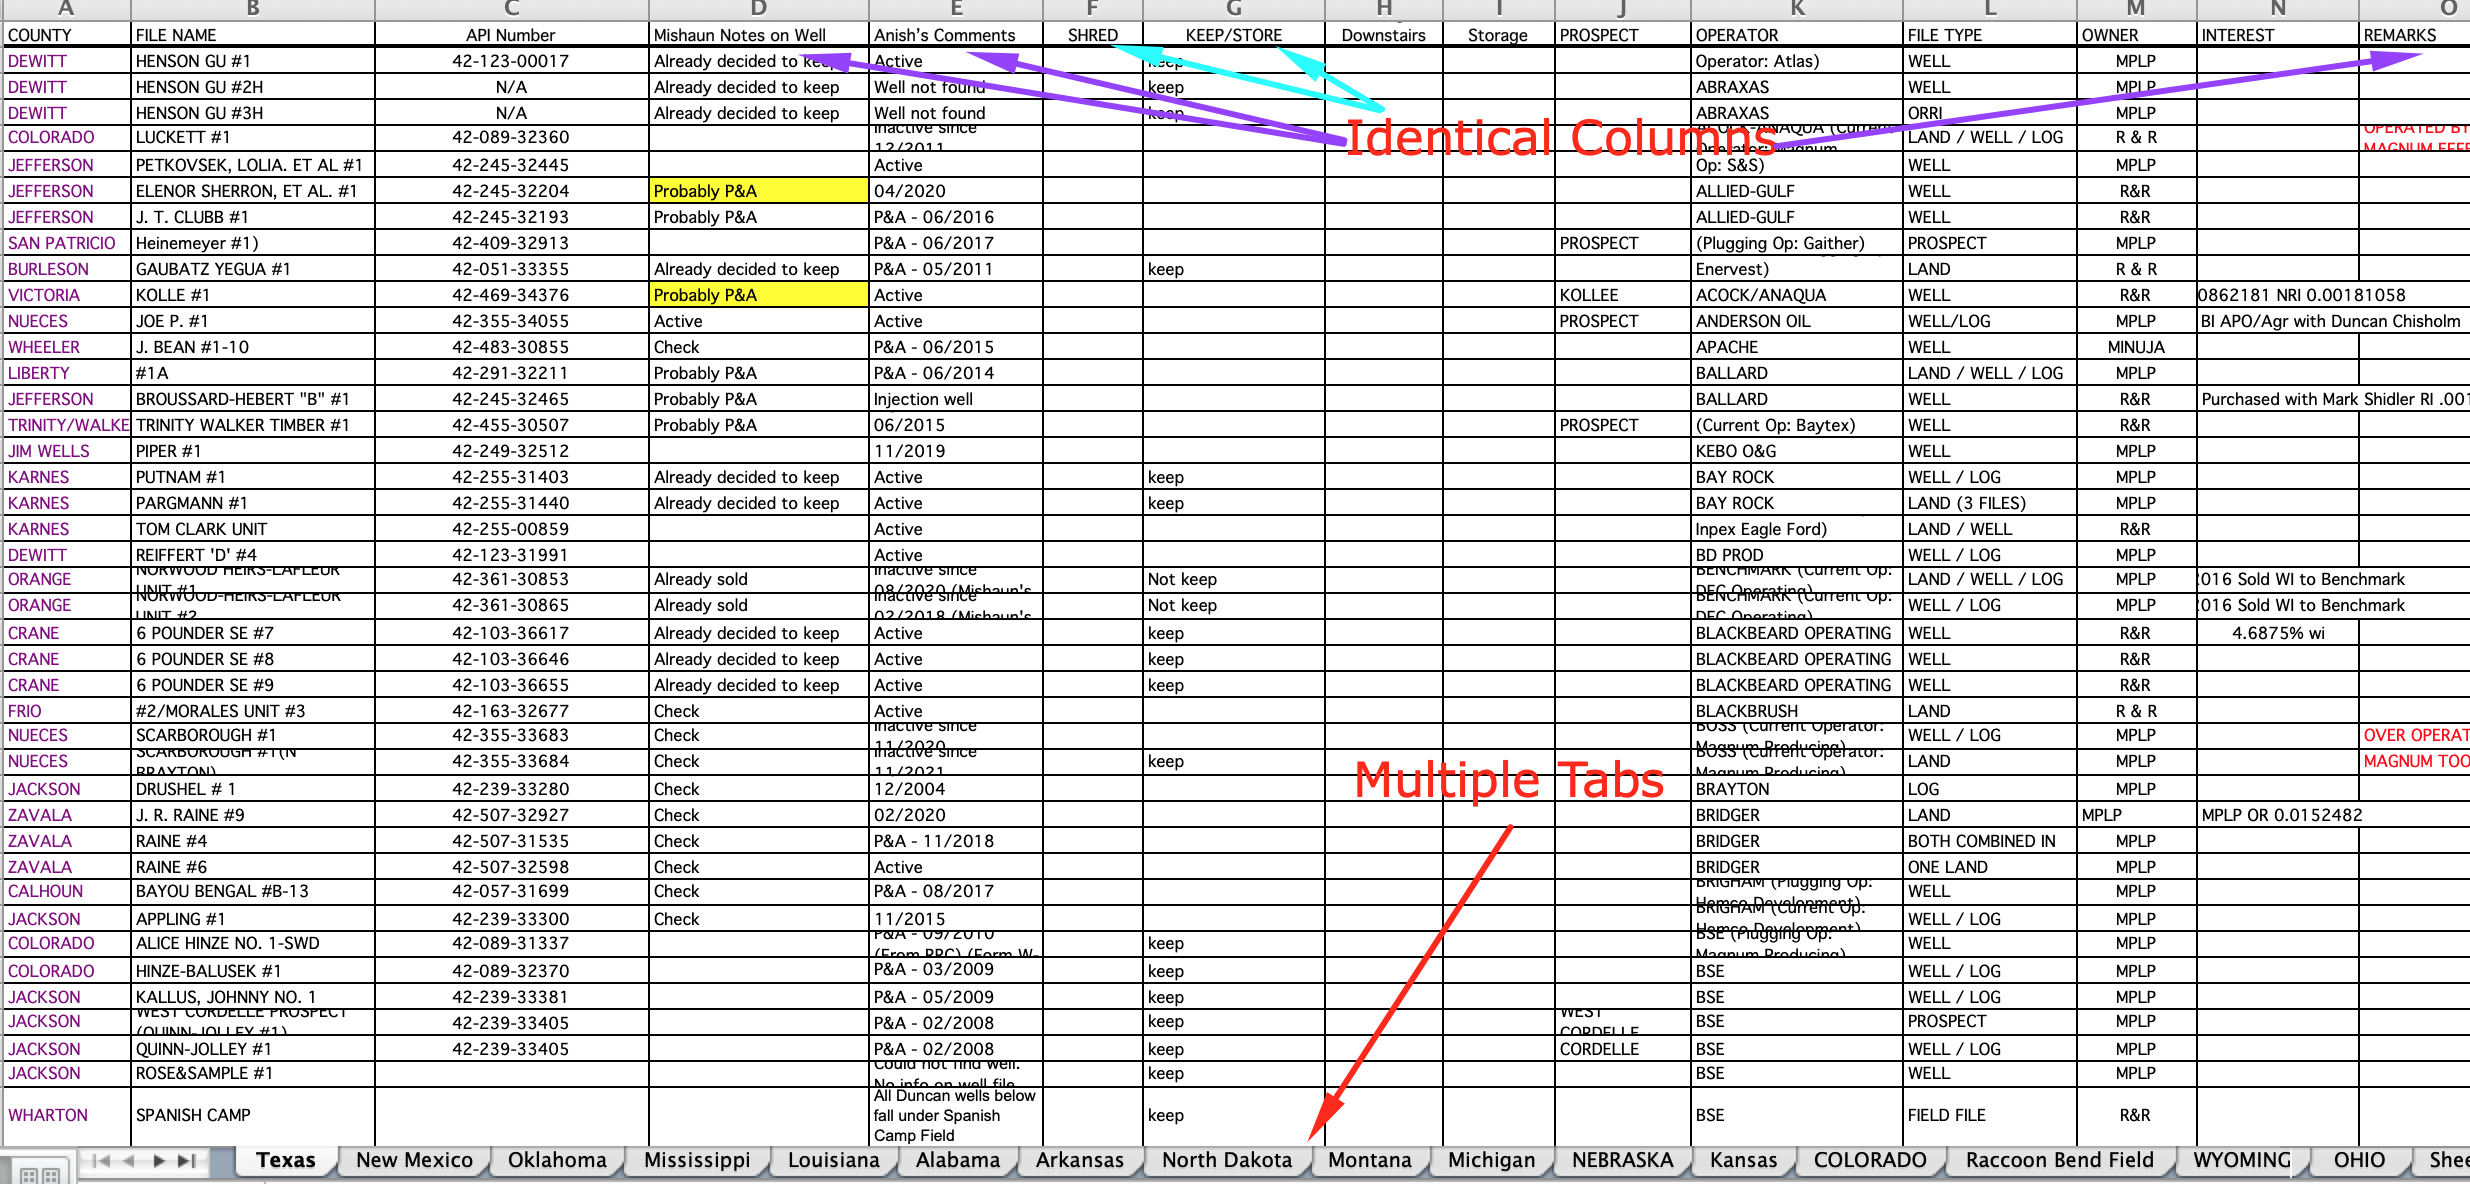 A B C D E F G H I J K L M N O
COUNTY FILE NAME API Number Mishaun Notes on Well Anish's Comments SHRED KEEP/STORE Downstairs Storage PROSPECT OPERATOR FILE TYPE OWNER INTEREST REMARKS
DEWITT HENSON GU #1 42-123-00017 Already decided to keep Active keep Operator: Atlas) WELL MPLP
DEWITT HENSON GU #2H N/A Already decided to keep Well not found keep ABRAXAS WELL MPLP
DEWITT HENSON GU #3H N/A Already decided to keep Well not found keep ABRAXAS ORRI MPLP
Identical Columns
COLORADO LUCKETT #1 42-089-32360 Inactive since 12/2011 LAND / WELL / LOG R & R OPERATED BY
JEFFERSON PETKOVSEK, LOLIA. ET AL #1 42-245-32445 Active Op: S&S) WELL MPLP
JEFFERSON ELENOR SHERRON, ET AL. #1 42-245-32204 Probably P&A 04/2020 ALLIED-GULF WELL R&R
JEFFERSON J. T. CLUBB #1 42-245-32193 Probably P&A P&A - 06/2016 ALLIED-GULF WELL R&R
SAN PATRICIO Heinemeyer #1) 42-409-32913 P&A - 06/2017 PROSPECT (Plugging Op: Gaither) PROSPECT MPLP
BURLESON GAUBATZ YEGUA #1 42-051-33355 Already decided to keep P&A - 05/2011 keep Enervest) LAND R & R
VICTORIA KOLLE #1 42-469-34376 Probably P&A Active KOLLEE ACOCK/ANAQUA WELL R&R 0862181 NRI 0.00181058
NUECES JOE P. #1 42-355-34055 Active Active PROSPECT ANDERSON OIL WELL/LOG MPLP BI APO/Agr with Duncan Chisholm
WHEELER J. BEAN #1-10 42-483-30855 Check P&A - 06/2015 APACHE WELL MINUJA
LIBERTY #1A 42-291-32211 Probably P&A P&A - 06/2014 BALLARD LAND / WELL / LOG MPLP
JEFFERSON BROUSSARD-HEBERT "B" #1 42-245-32465 Probably P&A Injection well BALLARD WELL R&R Purchased with Mark Shidler RI .001
TRINITY/WALKE TRINITY WALKER TIMBER #1 42-455-30507 Probably P&A 06/2015 PROSPECT (Current Op: Baytex) WELL R&R
JIM WELLS PIPER #1 42-249-32512 11/2019 KEBO O&G WELL MPLP
KARNES PUTNAM #1 42-255-31403 Already decided to keep Active keep BAY ROCK WELL / LOG MPLP
KARNES PARGMANN #1 42-255-31440 Already decided to keep Active keep BAY ROCK LAND (3 FILES) MPLP
KARNES TOM CLARK UNIT 42-255-00859 Active Inpex Eagle Ford) LAND / WELL R&R
DEWITT REIFFERT 'D' #4 42-123-31991 Active BD PROD WELL / LOG MPLP
ORANGE NORWOOD HEIRS-LAFLEUR UNIT #1 42-361-30853 Already sold Inactive since 08/2020 (Mishaun's Not keep BENCHMARK (Current Op: DEC Operating) LAND / WELL / LOG MPLP 2016 Sold WI to Benchmark
ORANGE NORWOOD-HEIRS-LAFLEUR UNIT #2 42-361-30865 Already sold Inactive since 02/2018 (Mishaun's Not keep BENCHMARK (Current Op: DEC Operating) WELL / LOG MPLP 2016 Sold WI to Benchmark
CRANE 6 POUNDER SE #7 42-103-36617 Already decided to keep Active keep BLACKBEARD OPERATING WELL R&R 4.6875% wi
CRANE 6 POUNDER SE #8 42-103-36646 Already decided to keep Active keep BLACKBEARD OPERATING WELL R&R
CRANE 6 POUNDER SE #9 42-103-36655 Already decided to keep Active keep BLACKBEARD OPERATING WELL R&R
FRIO #2/MORALES UNIT #3 42-163-32677 Check Active BLACKBRUSH LAND R & R
NUECES SCARBOROUGH #1 42-355-33683 Check Inactive since 11/2020 BOSS (Current Operator: Magnum Producing) WELL / LOG MPLP OVER OPERAT
NUECES SCARBOROUGH #1(N BRAYTON) 42-355-33684 Check Inactive since 11/2021 keep BOSS (Current Operator: Magnum Producing) LAND MPLP MAGNUM TOO
Multiple Tabs
JACKSON DRUSHEL # 1 42-239-33280 Check 12/2004 BRAYTON LOG MPLP
ZAVALA J. R. RAINE #9 42-507-32927 Check 02/2020 BRIDGER LAND MPLP MPLP OR 0.0152482
ZAVALA RAINE #4 42-507-31535 Check P&A - 11/2018 BRIDGER BOTH COMBINED IN MPLP
ZAVALA RAINE #6 42-507-32598 Check Active BRIDGER ONE LAND MPLP
CALHOUN BAYOU BENGAL #B-13 42-057-31699 Check P&A - 08/2017 BRIGHAM (Plugging Op: Hemco Development) WELL MPLP
JACKSON APPLING #1 42-239-33300 Check 11/2015 BRIGHAM (Current Op: Hemco Development) WELL / LOG MPLP
COLORADO ALICE HINZE NO. 1-SWD 42-089-31337 P&A - 09/2010 (From RRC) (Form W- keep BSE (Plugging Op: Magnum Producing) WELL MPLP
COLORADO HINZE-BALUSEK #1 42-089-32370 P&A - 03/2009 keep BSE WELL / LOG MPLP
JACKSON KALLUS, JOHNNY NO. 1 42-239-33381 P&A - 05/2009 keep BSE WELL / LOG MPLP
JACKSON WEST CORDELLE PROSPECT (QUINN-JOLLEY #1) 42-239-33405 P&A - 02/2008 keep WEST CORDELLE BSE PROSPECT MPLP
JACKSON QUINN-JOLLEY #1 42-239-33405 P&A - 02/2008 keep CORDELLE BSE WELL / LOG MPLP
JACKSON ROSE&SAMPLE #1 Could not find well. No info on well file keep BSE WELL MPLP
WHARTON SPANISH CAMP All Duncan wells below fall under Spanish Camp Field keep BSE FIELD FILE R&R
Texas New Mexico Oklahoma Mississippi Louisiana Alabama Arkansas North Dakota Montana Michigan NEBRASKA Kansas COLORADO Raccoon Bend Field WYOMING OHIO Shee